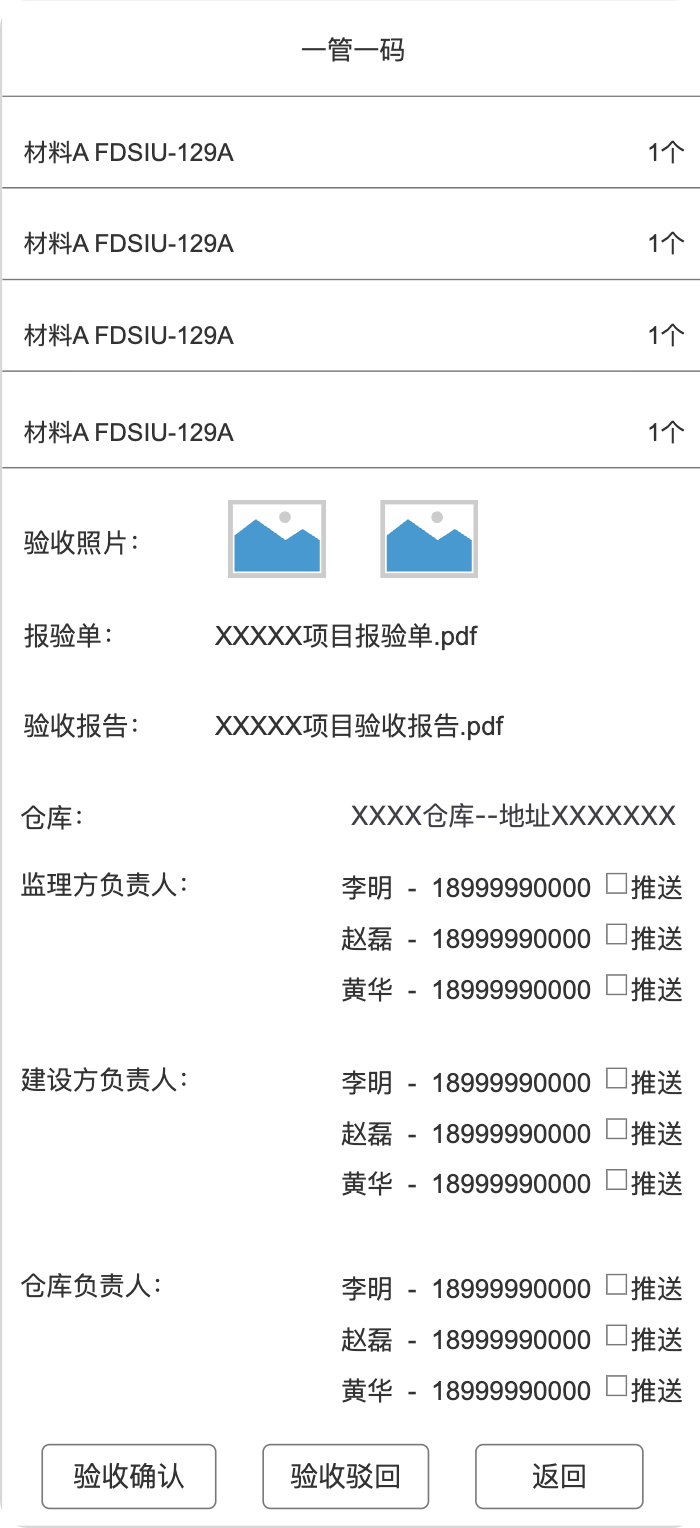 一管一码
材料A FDSIU-129A 1个
材料A FDSIU-129A 1个
材料A FDSIU-129A 1个
材料A FDSIU-129A 1个
验收照片：
报验单： XXXXX项目报验单.pdf
验收报告： XXXXX项目验收报告.pdf
仓库： XXXX仓库--地址XXXXXXX
监理方负责人： 李明 - 18999990000 推送
赵磊 - 18999990000 推送
黄华 - 18999990000 推送
建设方负责人： 李明 - 18999990000 推送
赵磊 - 18999990000 推送
黄华 - 18999990000 推送
仓库负责人： 李明 - 18999990000 推送
赵磊 - 18999990000 推送
黄华 - 18999990000 推送
验收确认 验收驳回 返回